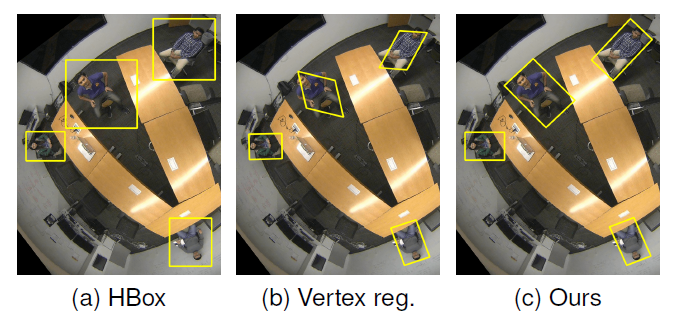 (a) HBox
(b) Vertex reg.
(c) Ours